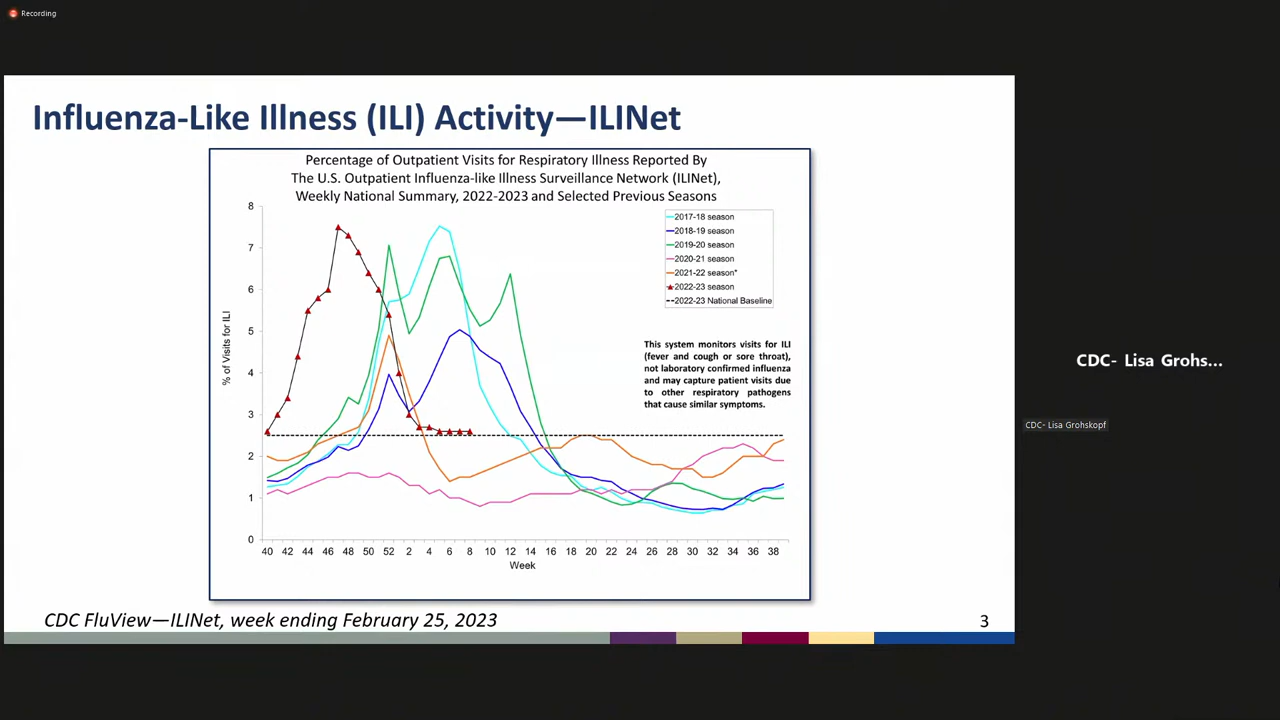 Recording
Influenza-Like Illness (ILI) Activity—ILINet
Percentage of Outpatient Visits for Respiratory Illness Reported By
The U.S. Outpatient Influenza-like Illness Surveillance Network (ILINet),
Weekly National Summary, 2022-2023 and Selected Previous Seasons
8
7
6
5
4
3
2
1
0
% of Visits for ILI
2017-18 season
2018-19 season
2019-20 season
2020-21 season
2021-22 season*
2022-23 season
2022-23 National Baseline
This system monitors visits for ILI
(fever and cough or sore throat),
not laboratory confirmed influenza
and may capture patient visits due
to other respiratory pathogens
that cause similar symptoms.
40 42 44 46 48 50 52 2 4 6 8 10 12 14 16 18 20 22 24 26 28 30 32 34 36 38
Week
CDC FluView—ILINet, week ending February 25, 2023
3
CDC- Lisa Grohs...
CDC- Lisa Grohskopf